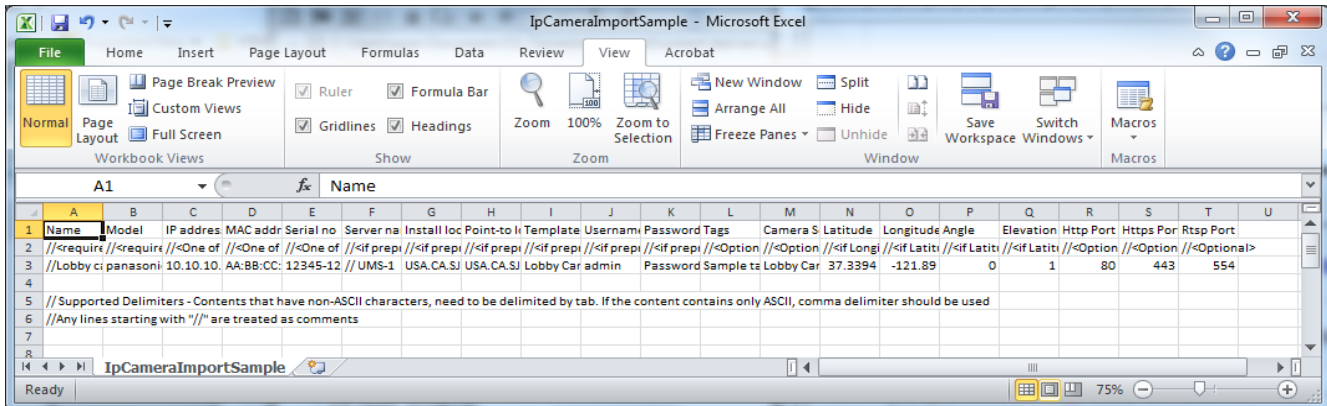 IpCameraImportSample - Microsoft Excel
File Home Insert Page Layout Formulas Data Review View Acrobat
Normal
Page Layout
Page Break Preview
Custom Views
Full Screen
Workbook Views
Ruler
Formula Bar
Gridlines
Headings
Show
Zoom
100
100%
Zoom to Selection
Zoom
New Window
Arrange All
Freeze Panes
Split
Hide
Unhide
Save Workspace
Switch Windows
Window
Macros
Macros
A1 fx Name
A B C D E F G H I J K L M N O P Q R S T U
1 Name Model IP addres MAC addr Serial no Server na Install loc Point-to l Template Usernam Password Tags Camera S Latitude Longitude Angle Elevation Http Port Https Por Rtsp Port
2 //<require //<require //<One of //<One of //<One of //<if prep //<if prep //<if prep //<if prep //<if prep //<if prep //<Option //<Option //<if Longi //<if Latit //<if Latit //<if Latit //<Option //<Option //<Optional>
3 //Lobby ca panasoni 10.10.10. AA:BB:CC: 12345-12 // UMS-1 USA.CA.SJ USA.CA.SJ Lobby Car admin Password Sample ta Lobby Car 37.3394 -121.89 0 1 80 443 554
4
5 // Supported Delimiters - Contents that have non-ASCII characters, need to be delimited by tab. If the content contains only ASCII, comma delimiter should be used
6 //Any lines starting with "//" are treated as comments
7
8
IpCameraImportSample
Ready 75%